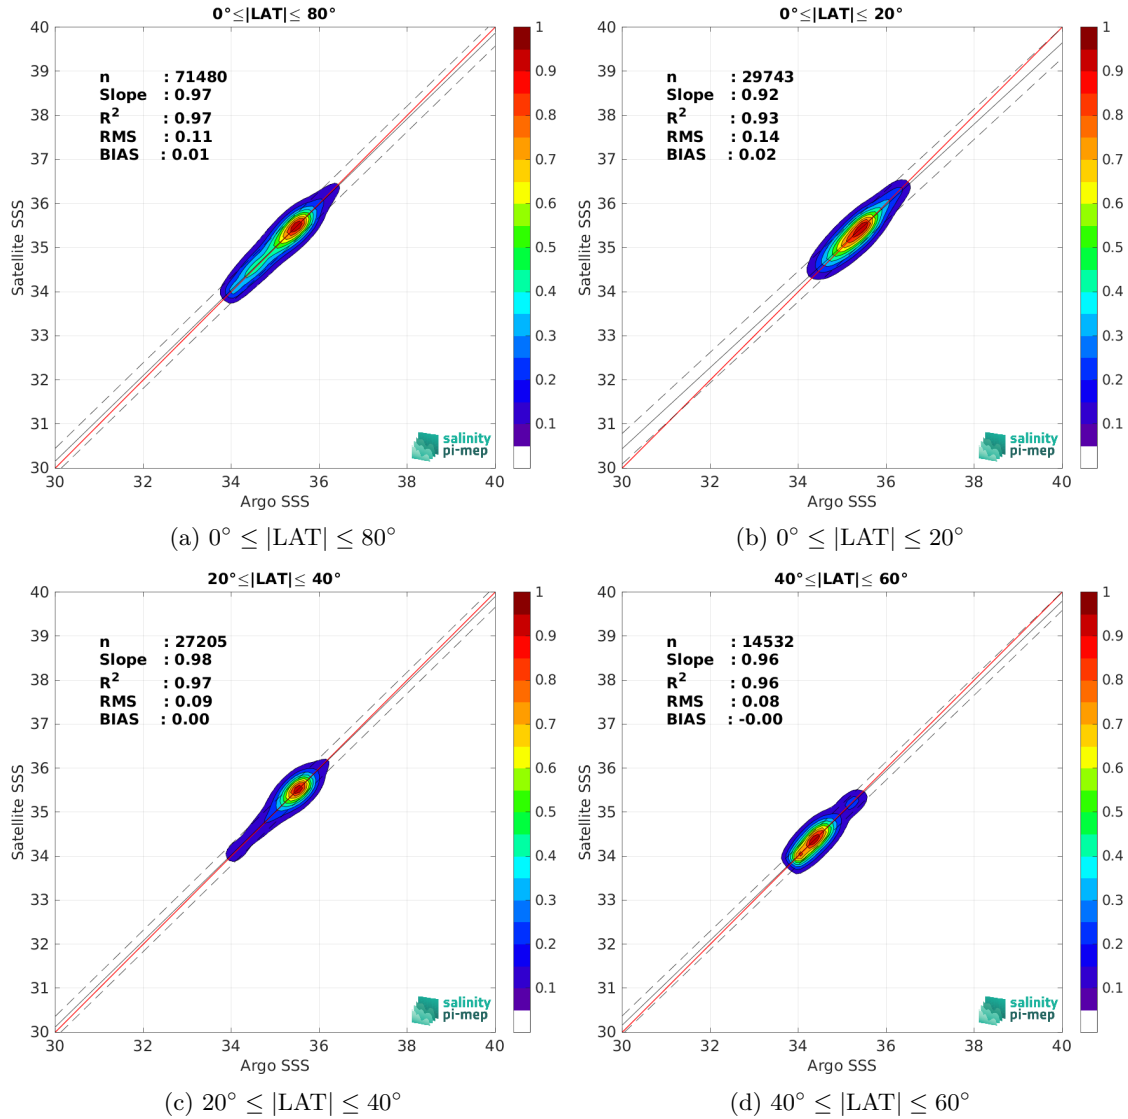 0°≤|LAT|≤ 80°
40
39
38
37
36
35
34
33
32
31
30
Satellite SSS
n : 71480
Slope : 0.97
R² : 0.97
RMS : 0.11
BIAS : 0.01
salinity
pi-mep
30 32 34 36 38 40
Argo SSS
1
0.9
0.8
0.7
0.6
0.5
0.4
0.3
0.2
0.1
(a) 0° ≤ |LAT| ≤ 80°
0°≤|LAT|≤ 20°
40
39
38
37
36
35
34
33
32
31
30
Satellite SSS
n : 29743
Slope : 0.92
R² : 0.93
RMS : 0.14
BIAS : 0.02
salinity
pi-mep
30 32 34 36 38 40
Argo SSS
1
0.9
0.8
0.7
0.6
0.5
0.4
0.3
0.2
0.1
(b) 0° ≤ |LAT| ≤ 20°
20°≤|LAT|≤ 40°
40
39
38
37
36
35
34
33
32
31
30
Satellite SSS
n : 27205
Slope : 0.98
R² : 0.97
RMS : 0.09
BIAS : 0.00
salinity
pi-mep
30 32 34 36 38 40
Argo SSS
1
0.9
0.8
0.7
0.6
0.5
0.4
0.3
0.2
0.1
(c) 20° ≤ |LAT| ≤ 40°
40°≤|LAT|≤ 60°
40
39
38
37
36
35
34
33
32
31
30
Satellite SSS
n : 14532
Slope : 0.96
R² : 0.96
RMS : 0.08
BIAS : -0.00
salinity
pi-mep
30 32 34 36 38 40
Argo SSS
1
0.9
0.8
0.7
0.6
0.5
0.4
0.3
0.2
0.1
(d) 40° ≤ |LAT| ≤ 60°